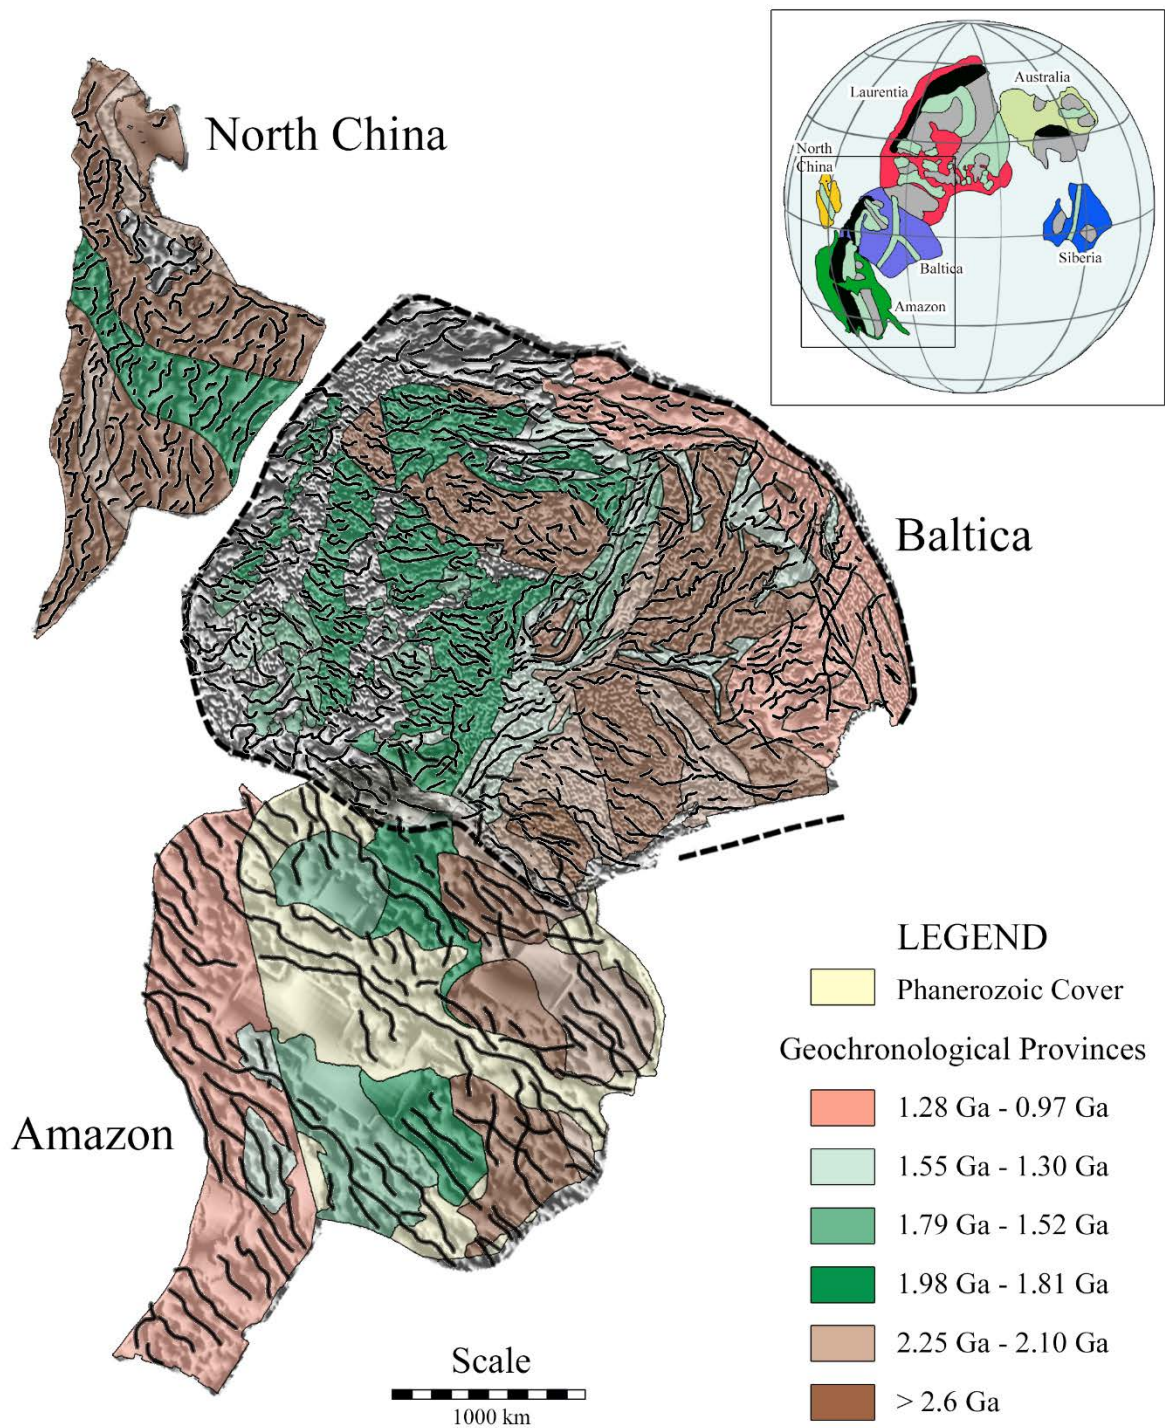 North China
Laurentia
Australia
North
China
Baltica
Siberia
Amazon
Baltica
Amazon
LEGEND
Phanerozoic Cover
Geochronological Provinces
1.28 Ga - 0.97 Ga
1.55 Ga - 1.30 Ga
1.79 Ga - 1.52 Ga
1.98 Ga - 1.81 Ga
2.25 Ga - 2.10 Ga
> 2.6 Ga
Scale
1000 km